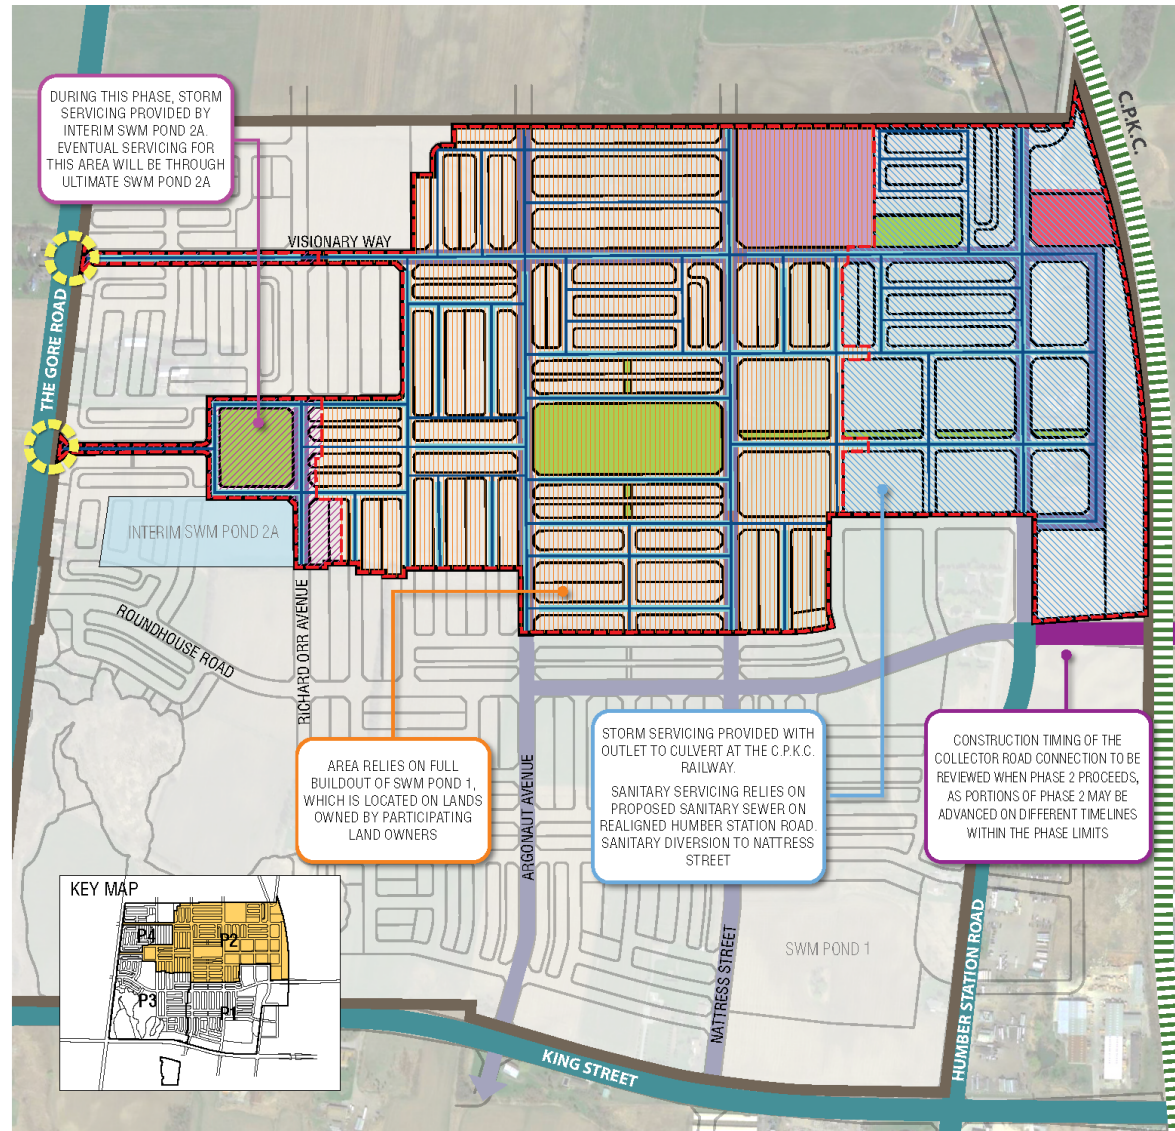 DURING THIS PHASE, STORM
SERVICING PROVIDED BY
INTERIM SWM POND 2A.
EVENTUAL SERVICING FOR
THIS AREA WILL BE THROUGH
ULTIMATE SWM POND 2A
C.P.K.C.
VISIONARY WAY
THE GORE ROAD
INTERIM SWM POND 2A
ROUNDHOUSE ROAD
RICHARD ORR AVENUE
AREA RELIES ON FULL
BUILDOUT OF SWM POND 1,
WHICH IS LOCATED ON LANDS
OWNED BY PARTICIPATING
LAND OWNERS
ARGONAUT AVENUE
STORM SERVICING PROVIDED WITH
OUTLET TO CULVERT AT THE C.P.K.C.
RAILWAY.
SANITARY SERVICING RELIES ON
PROPOSED SANITARY SEWER ON
REALIGNED HUMBER STATION ROAD.
SANITARY DIVERSION TO NATTRESS
STREET
CONSTRUCTION TIMING OF THE
COLLECTOR ROAD CONNECTION TO BE
REVIEWED WHEN PHASE 2 PROCEEDS,
AS PORTIONS OF PHASE 2 MAY BE
ADVANCED ON DIFFERENT TIMELINES
WITHIN THE PHASE LIMITS
KEY MAP
P4
P2
P3
P1
NATTRESS STREET
SWM POND 1
HUMBER STATION ROAD
KING STREET